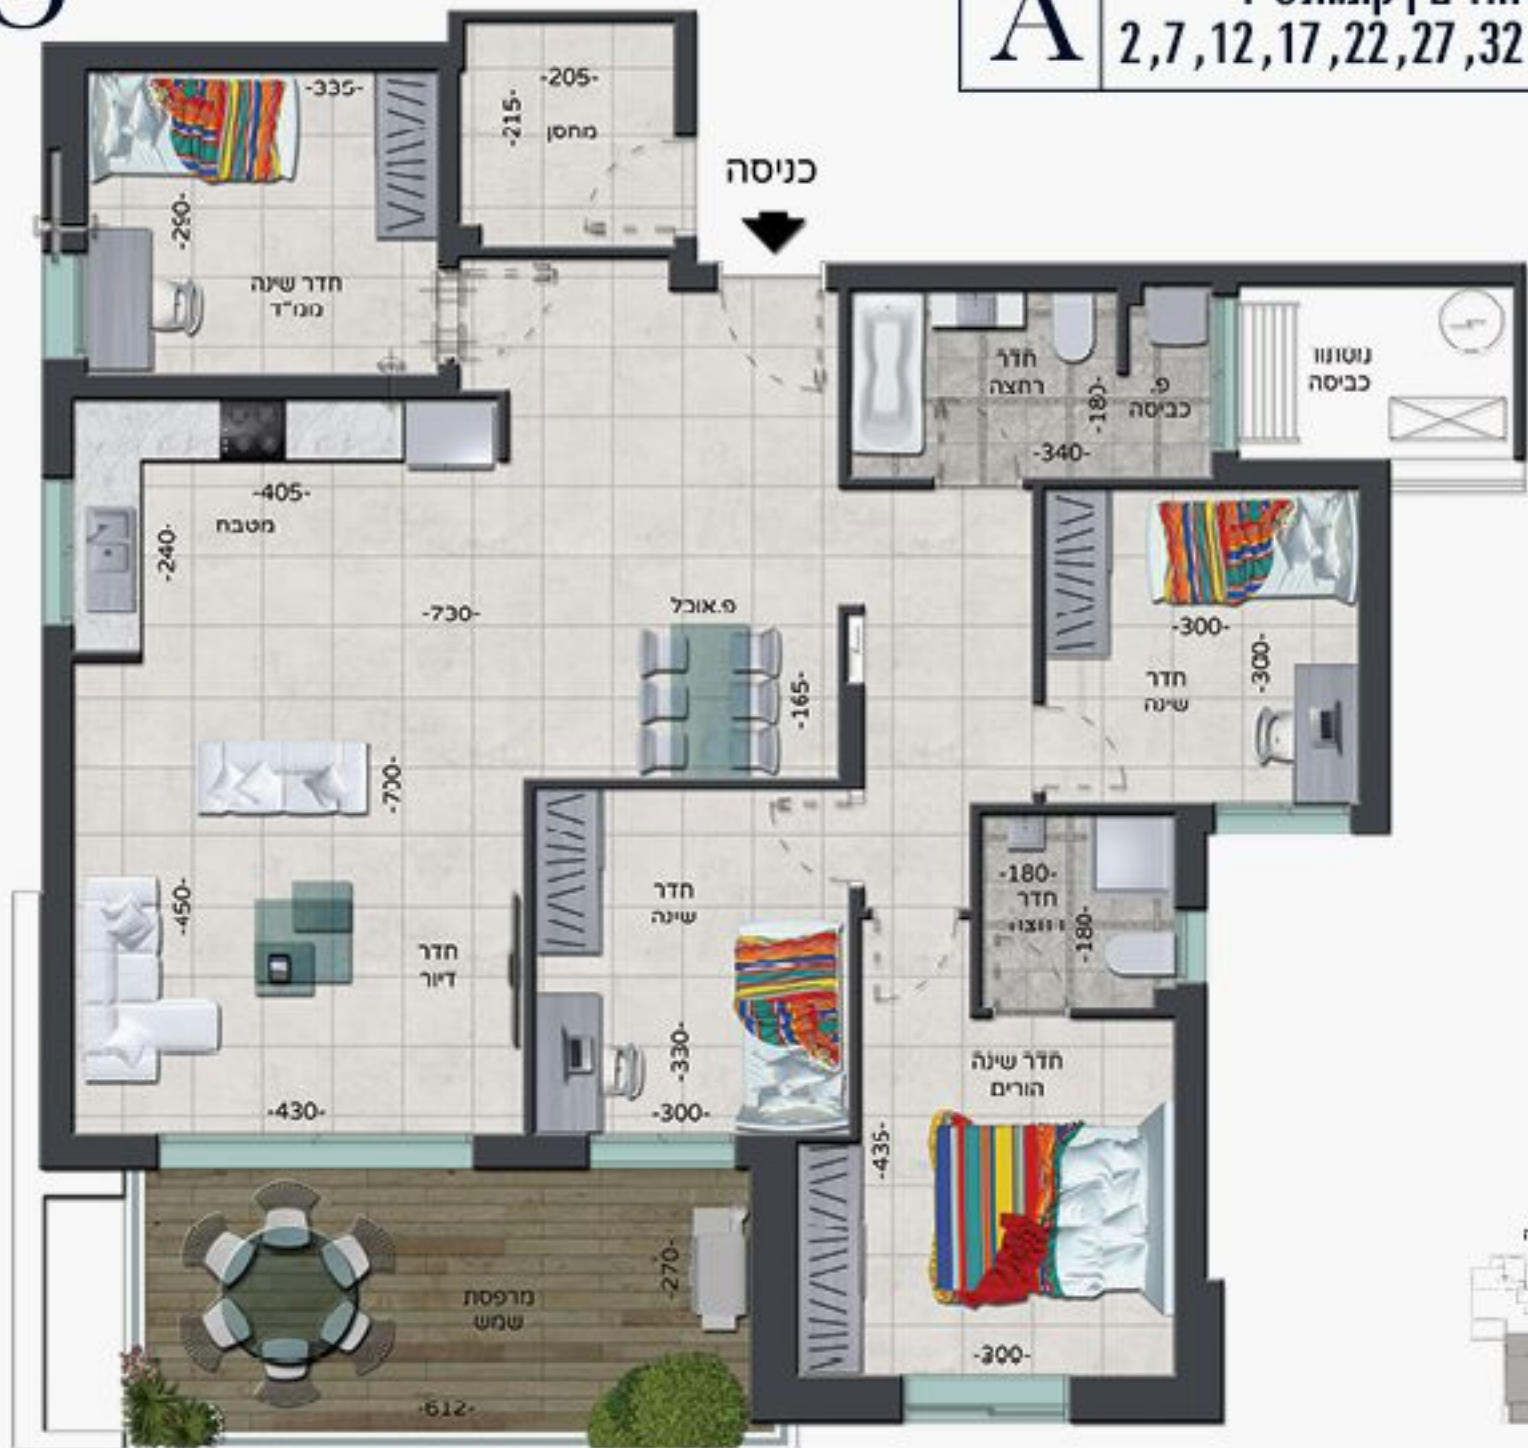 A
2,7,12,17,22,27,32
-205-
-215-
מחסן
כניסה
-335-
-290-
חדר שינה
ממ"ד
חדר
רחצה
-180-
-340-
פ.
כביסה
מסתור
כביסה
-405-
מטבח
-240-
-730-
פ.אוכל
-165-
-300-
-300-
חדר
שינה
-700-
-450-
חדר
דיור
-430-
חדר
שינה
-330-
-300-
-180-
חדר
-180-
חדר שינה
הורים
-435-
-300-
-270-
מרפסת
שמש
-612-